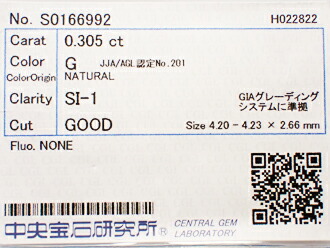 No. S0166992 H022822
Carat 0.305 ct
Color G JJA/AGL認定No.201
ColorOrigin NATURAL
Clarity SI-1 GIAグレーディング
システムに準拠
Cut GOOD Size 4.20 - 4.23 × 2.66 mm
Fluo. NONE
中央宝石研究所® CENTRAL GEM
LABORATORY